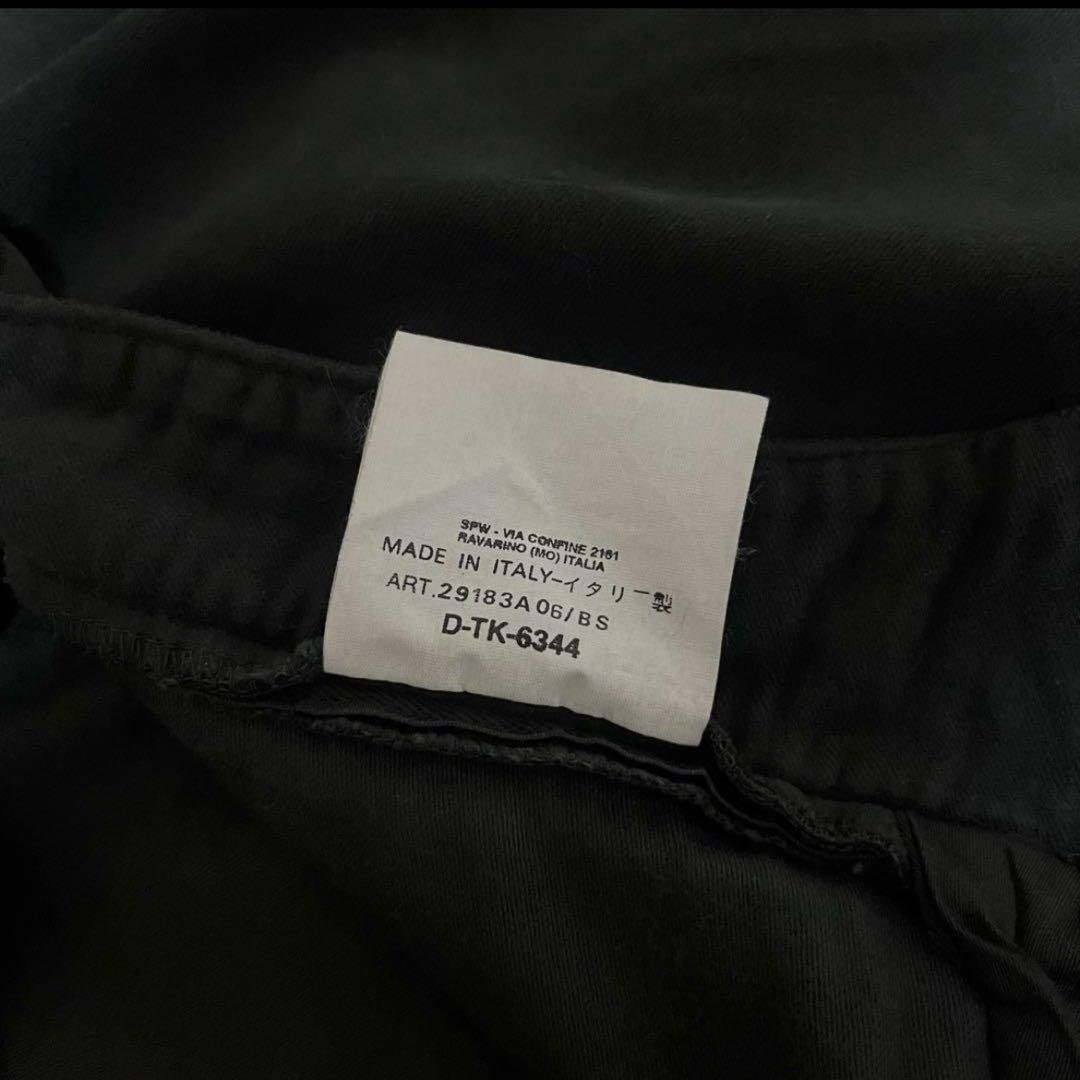 SPW - VIA CONFINE 2161
RAVARINO (MO) ITALIA
MADE IN ITALY-イタリー製
ART.29183A 06/BS
D-TK-6344